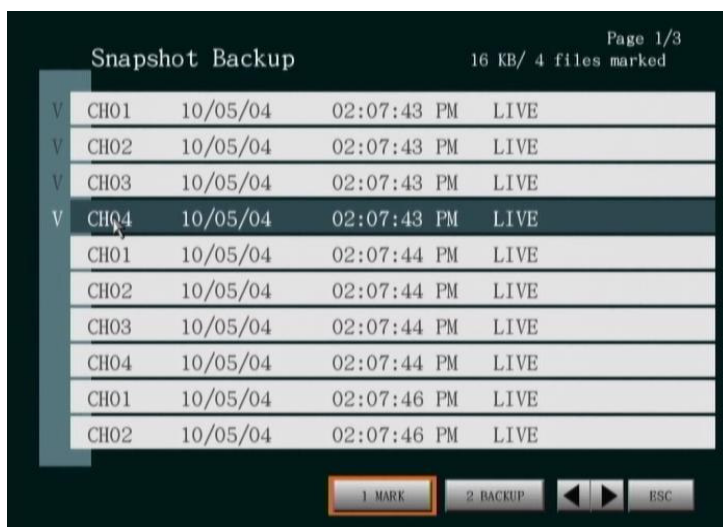 Page 1/3
Snapshot Backup 16 KB/ 4 files marked
V CH01 10/05/04 02:07:43 PM LIVE
V CH02 10/05/04 02:07:43 PM LIVE
V CH03 10/05/04 02:07:43 PM LIVE
V CH04 10/05/04 02:07:43 PM LIVE
CH01 10/05/04 02:07:44 PM LIVE
CH02 10/05/04 02:07:44 PM LIVE
CH03 10/05/04 02:07:44 PM LIVE
CH04 10/05/04 02:07:44 PM LIVE
CH01 10/05/04 02:07:46 PM LIVE
CH02 10/05/04 02:07:46 PM LIVE
1 MARK 2 BACKUP ESC